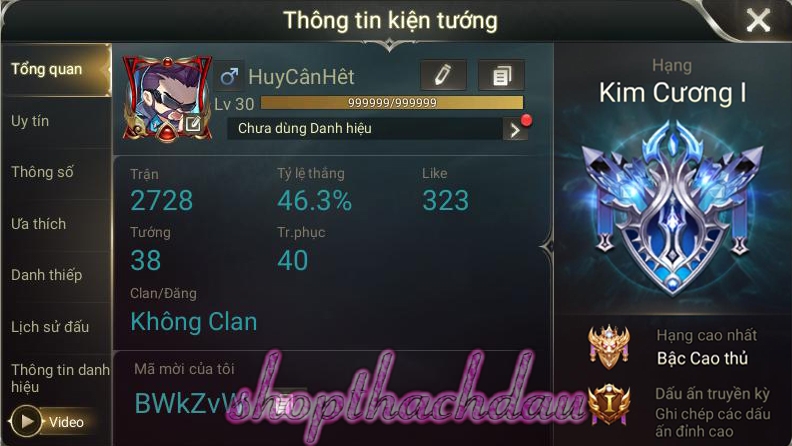 Thông tin kiện tướng
Tổng quan
Uy tín
Thông số
Ưa thích
Danh thiếp
Lịch sử đấu
Thông tin danh
hiệu
Video
HuyCânHêt
Lv 30
999999/999999
Chưa dùng Danh hiệu
Trận
Tỷ lệ thắng
Like
2728
46.3%
323
Tướng
Tr.phục
38
40
Clan/Đăng
Không Clan
Mã mời của tôi
shopthachdau
Hạng
Kim Cương I
Hạng cao nhất
Bậc Cao thủ
Dấu ấn truyền kỳ
Ghi chép các dấu
ấn đỉnh cao